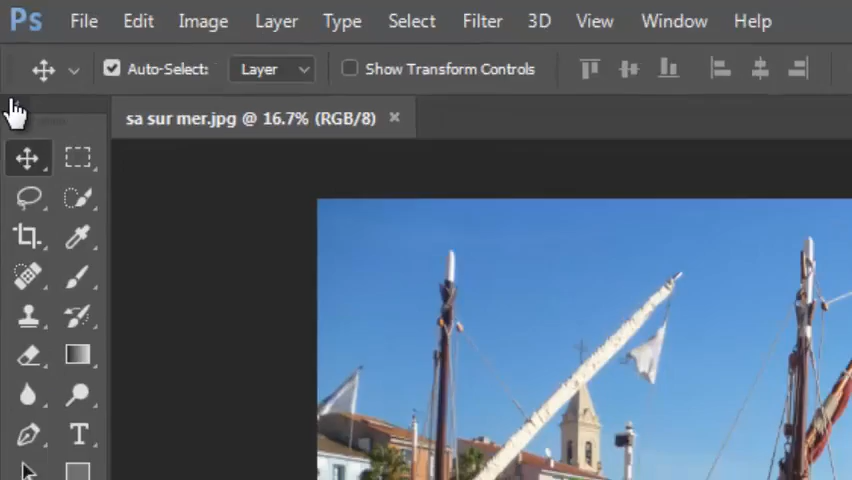 Ps File Edit Image Layer Type Select Filter 3D View Window Help
Auto-Select: Layer Show Transform Controls
sa sur mer.jpg @ 16.7% (RGB/8) ×
T